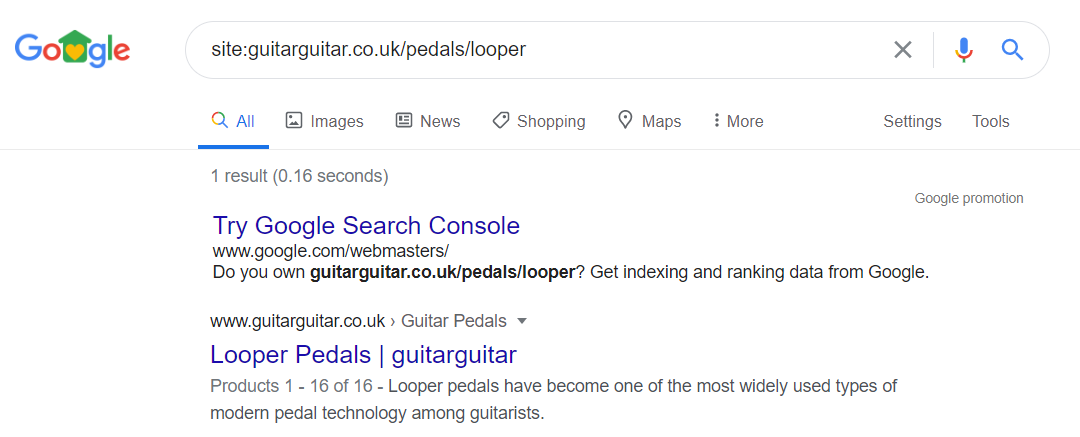 Google
site:guitarguitar.co.uk/pedals/looper
All Images News Shopping Maps More Settings Tools
1 result (0.16 seconds)
Google promotion
Try Google Search Console
www.google.com/webmasters/
Do you own guitarguitar.co.uk/pedals/looper? Get indexing and ranking data from Google.
www.guitarguitar.co.uk › Guitar Pedals
Looper Pedals | guitarguitar
Products 1 - 16 of 16 - Looper pedals have become one of the most widely used types of
modern pedal technology among guitarists.